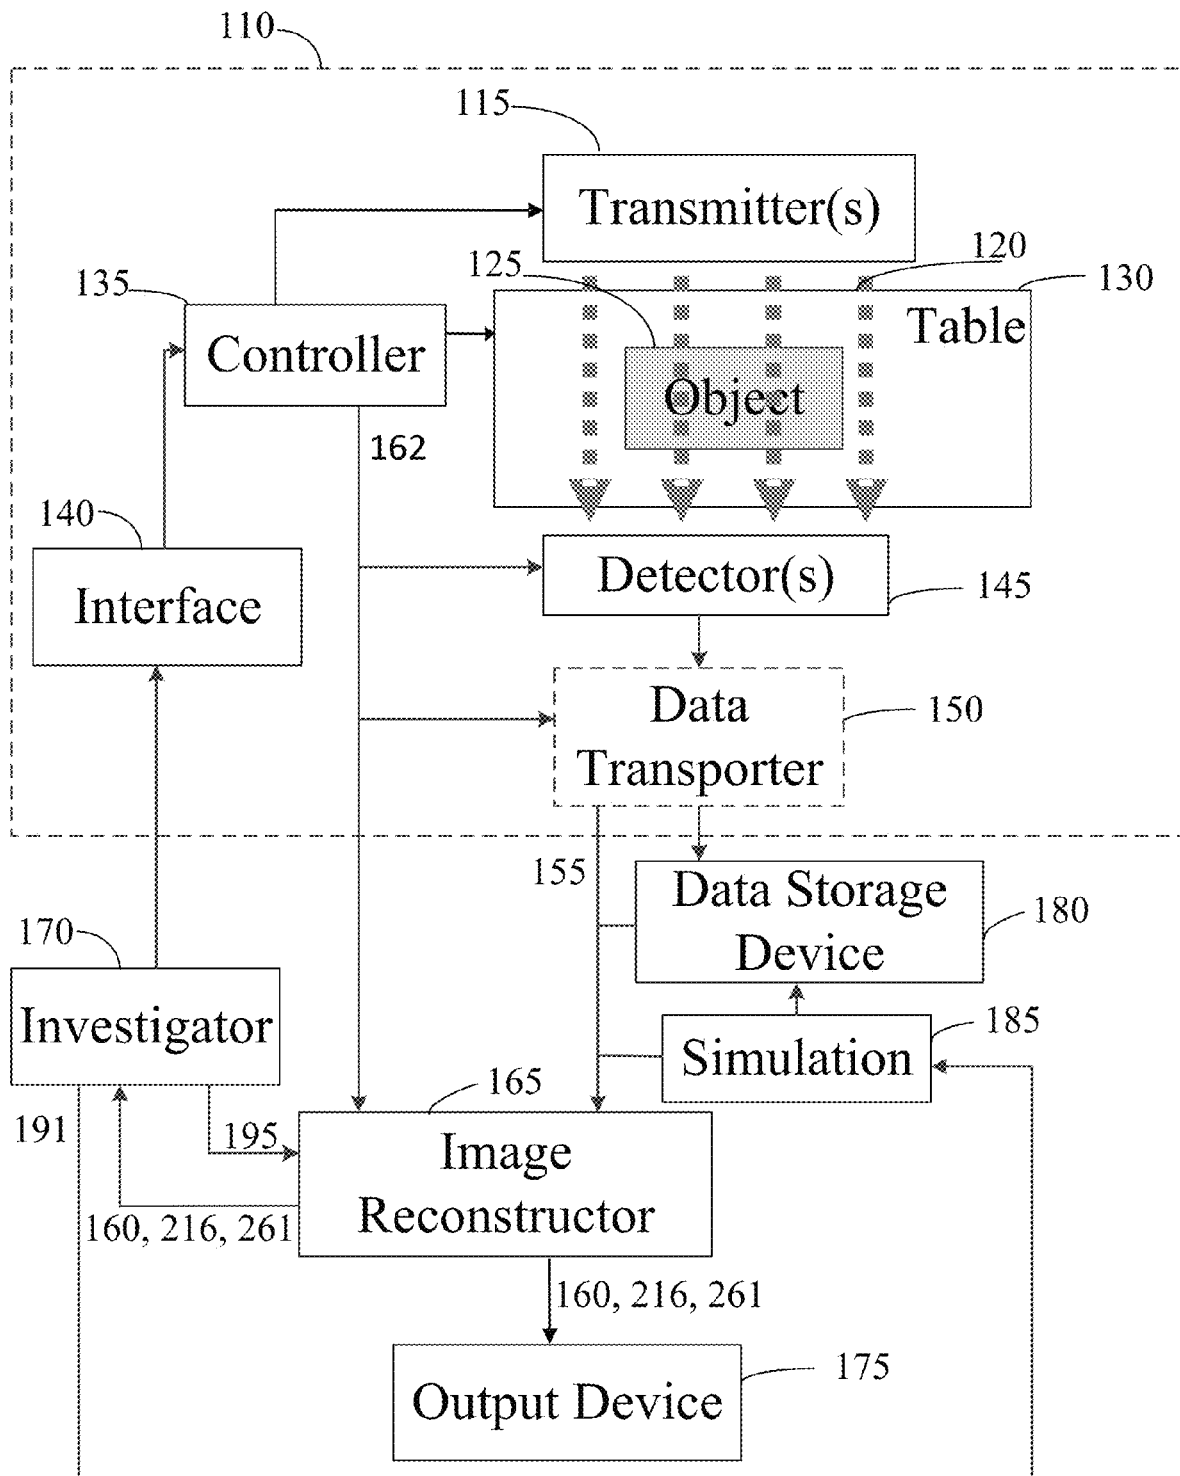 110
115
Transmitter(s)
125
120
135
130
Table
Controller
Object
162
140
Detector(s)
145
Interface
Data
Transporter
150
155
Data Storage
Device
180
170
Investigator
185
Simulation
165
191
195
Image
Reconstructor
160, 216, 261
160, 216, 261
175
Output Device